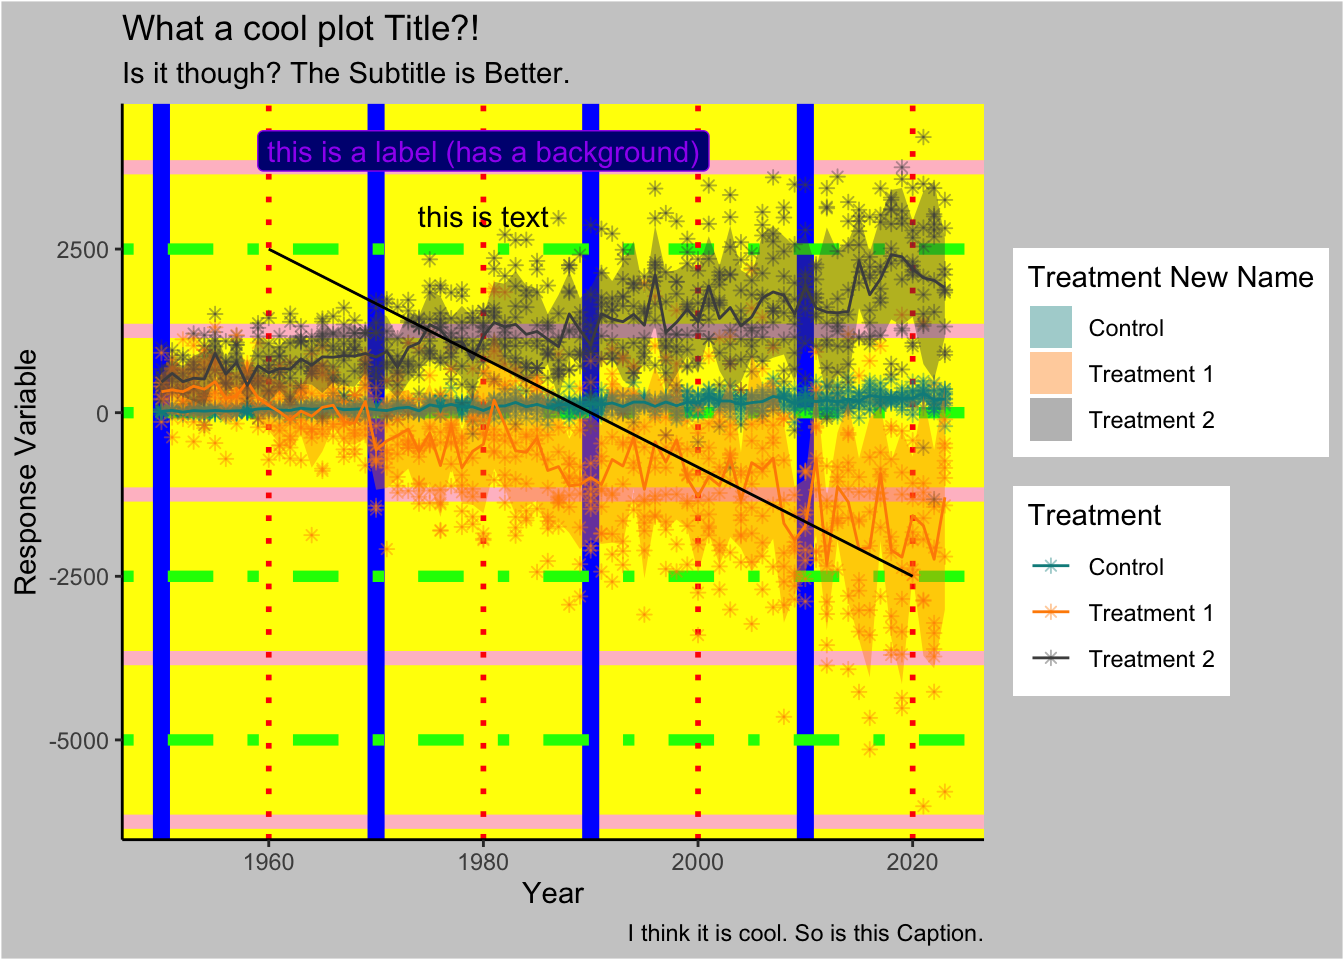 What a cool plot Title?!
Is it though? The Subtitle is Better.
this is a label (has a background)
this is text
2500
0
-2500
-5000
Response Variable
1960
1980
2000
2020
Year
I think it is cool. So is this Caption.
Treatment New Name
Control
Treatment 1
Treatment 2
Treatment
Control
Treatment 1
Treatment 2